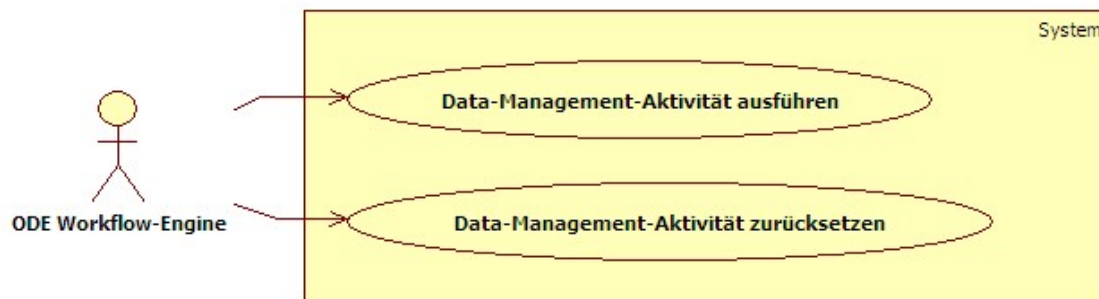 System
Data-Management-Aktivität ausführen
ODE Workflow-Engine
Data-Management-Aktivität zurücksetzen